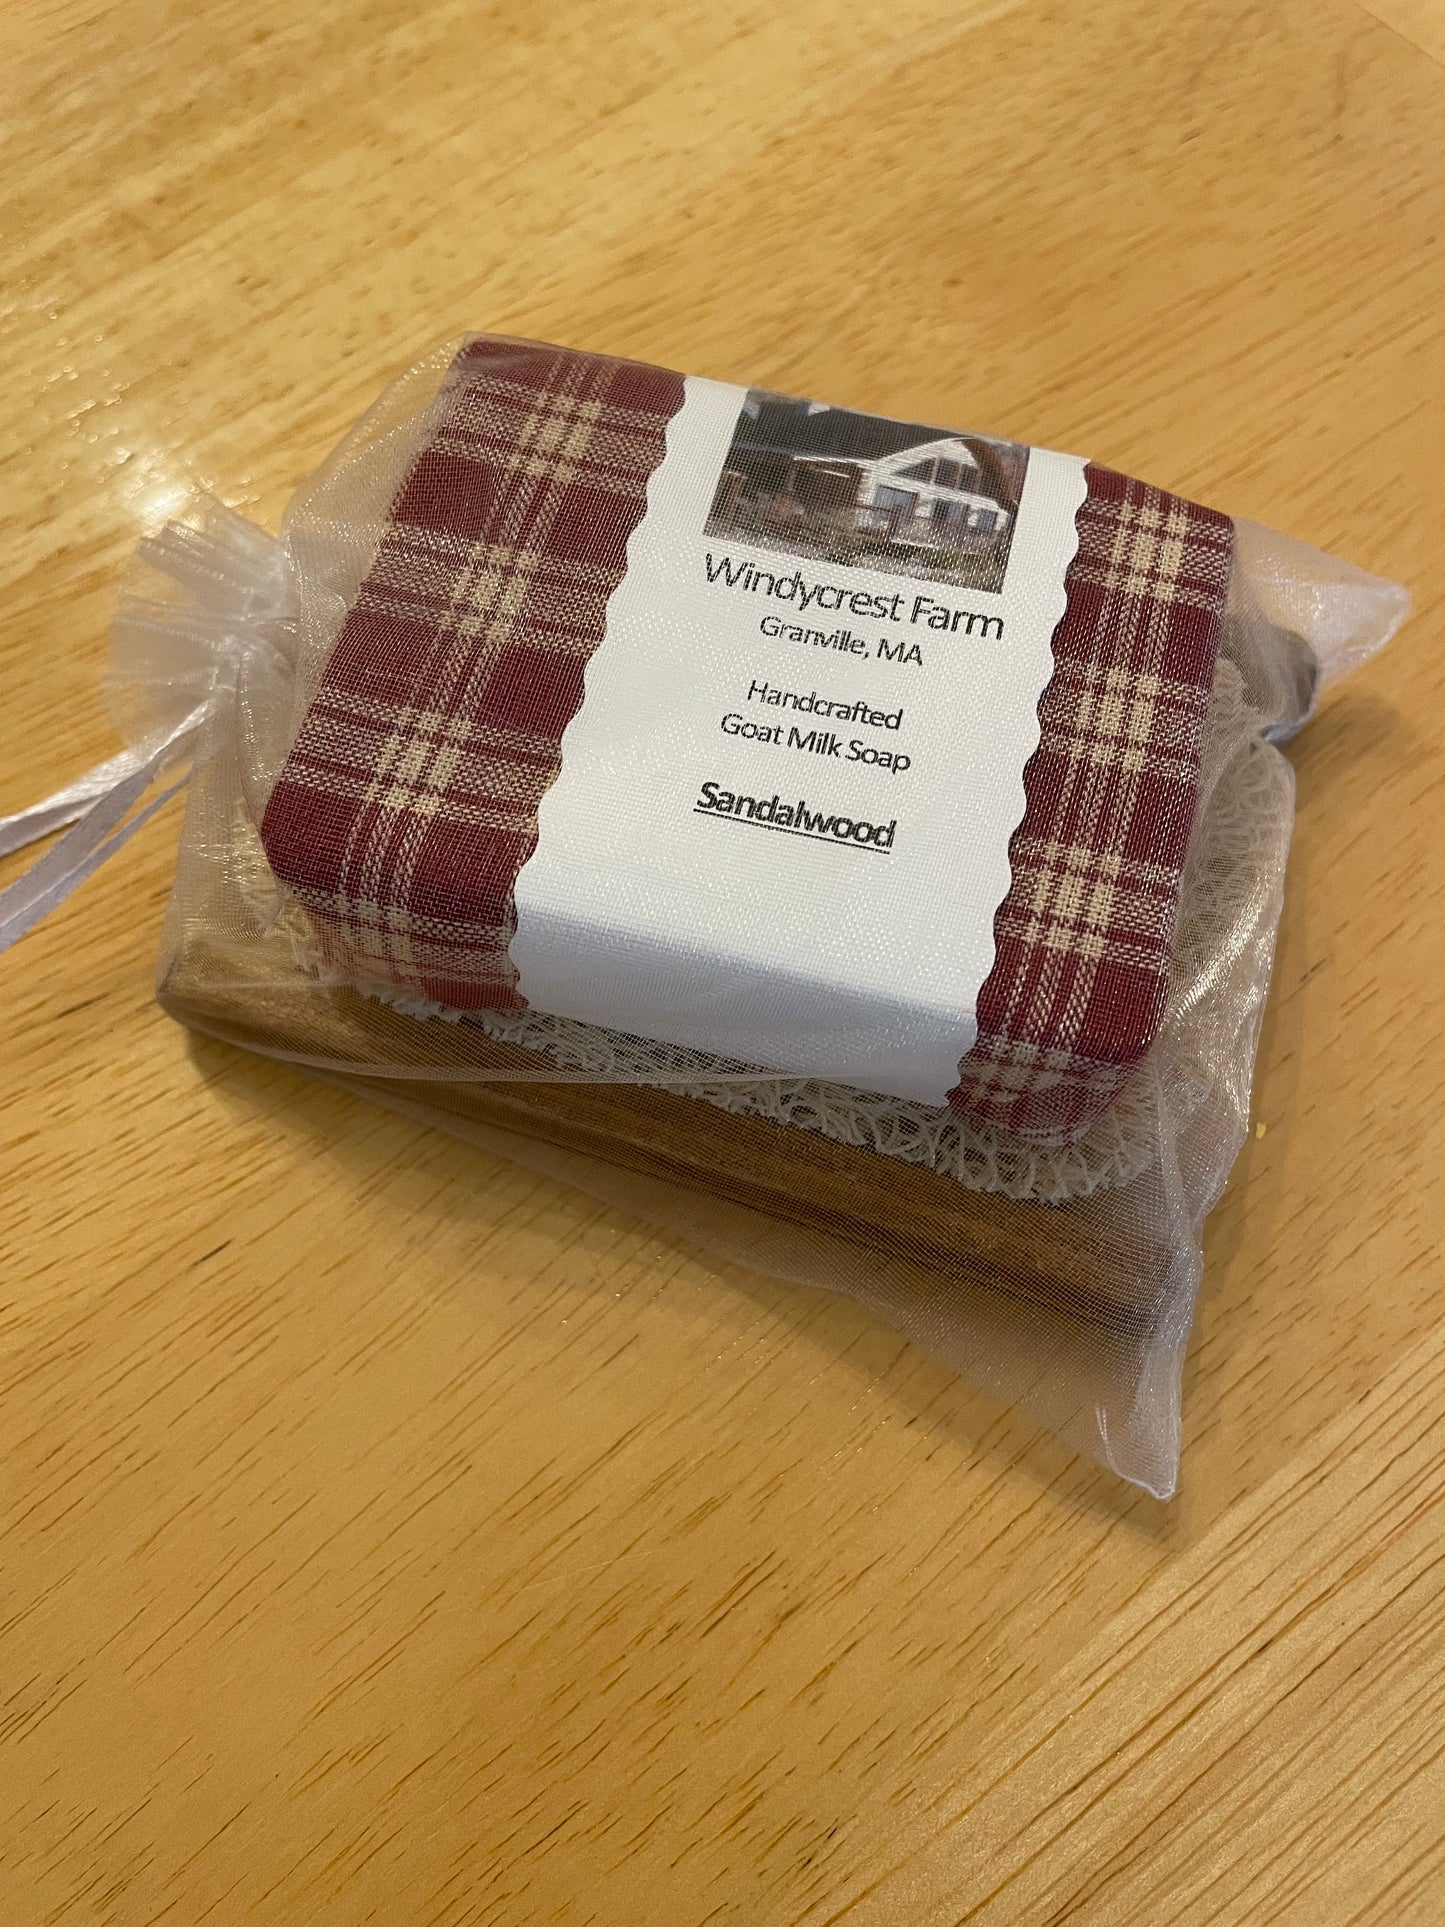 Windycrest Farm
Granville, MA
Handcrafted
Goat Milk Soap
Sandalwood